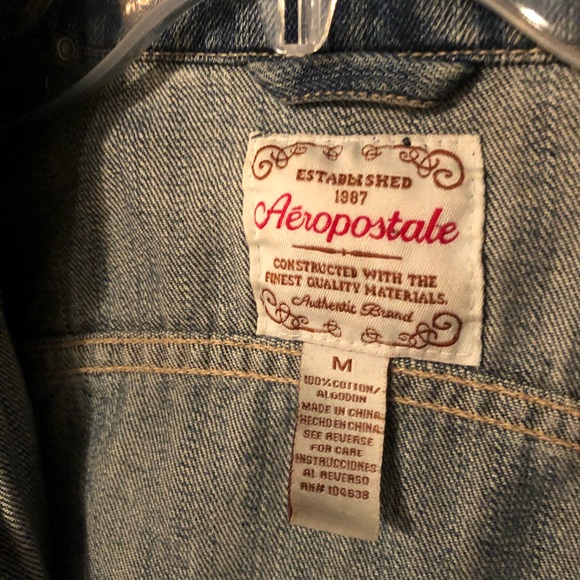 ESTABLISHED
1987
Aéropostale
CONSTRUCTED WITH THE
FINEST QUALITY MATERIALS.
Authentic Brand
M
100% COTTON/
ALGODON
MADE IN CHINA
HECHO EN CHINA
SEE REVERSE
FOR CARE
INSTRUCCIONES
AL REVERSO
RN# 104638